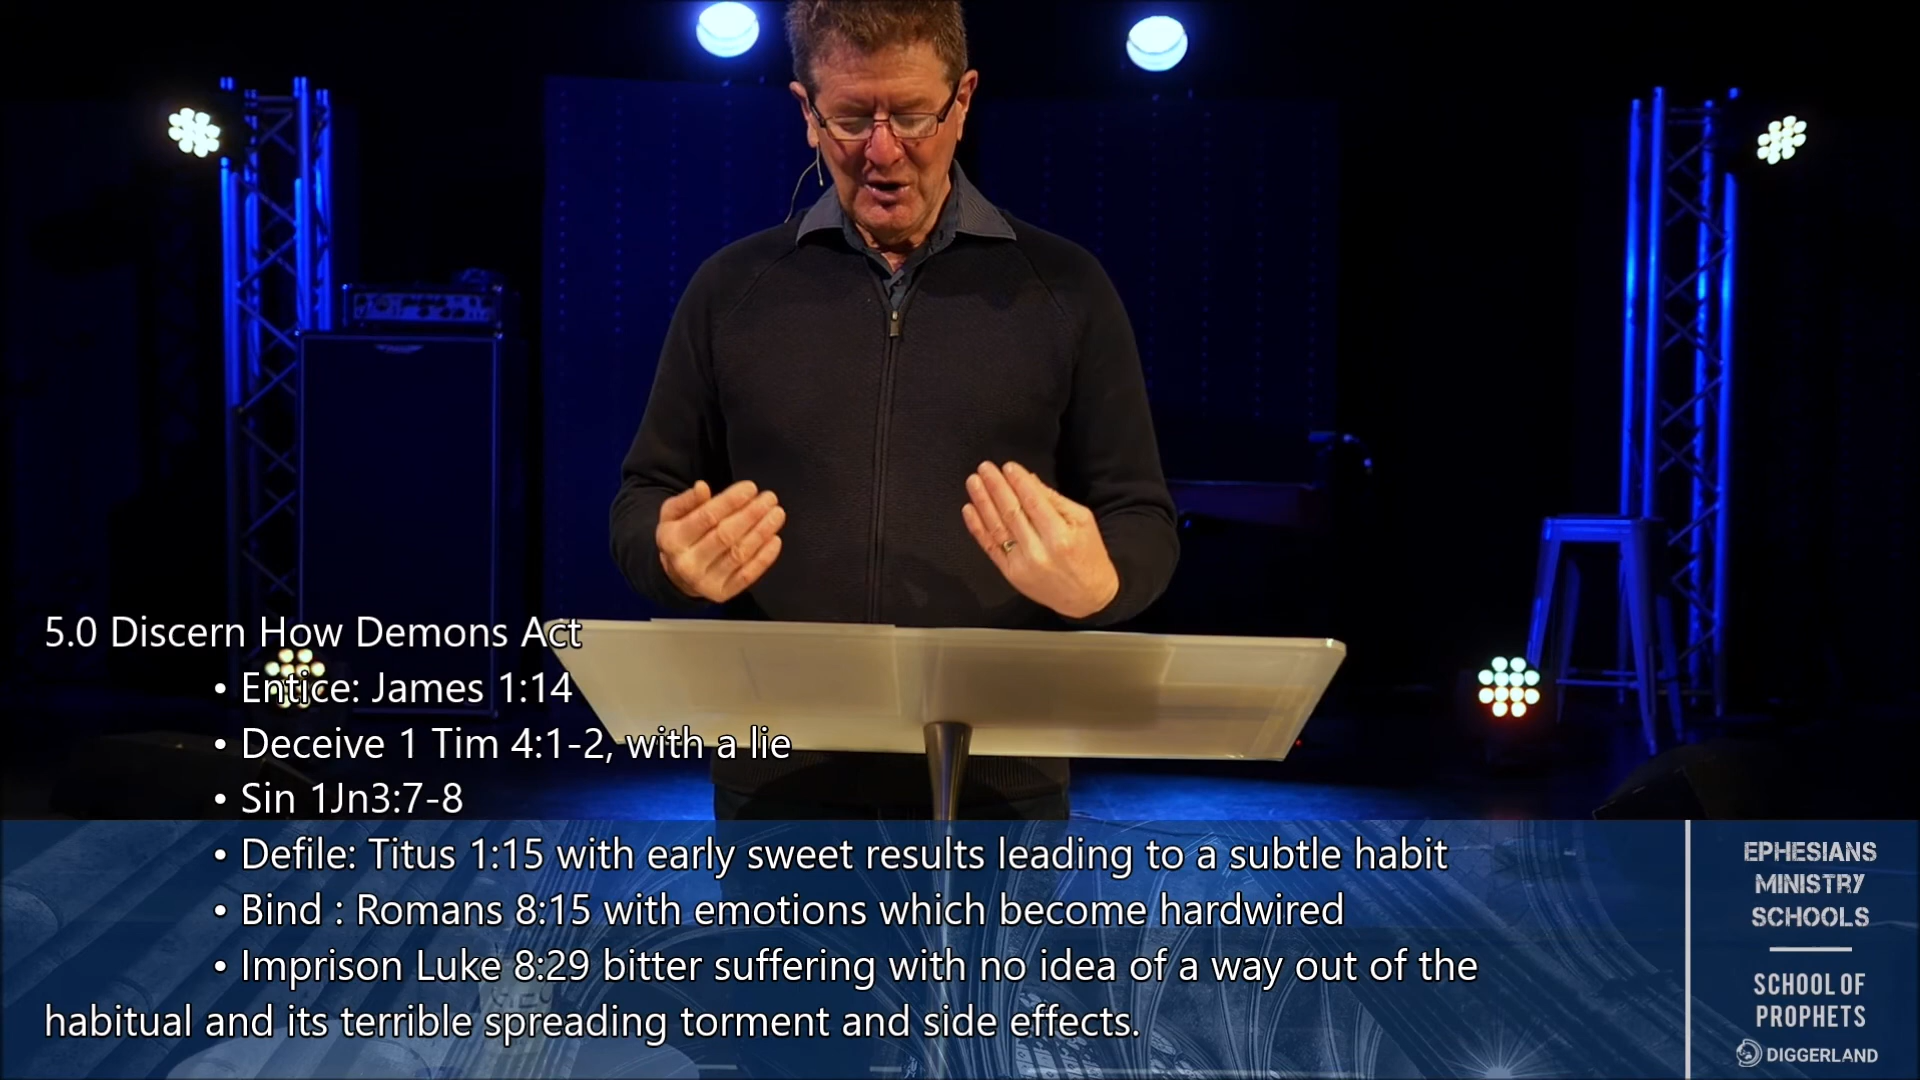 5.0 Discern How Demons Act
• Entice: James 1:14
• Deceive 1 Tim 4:1-2, with a lie
• Sin 1Jn3:7-8
• Defile: Titus 1:15 with early sweet results leading to a subtle habit
• Bind : Romans 8:15 with emotions which become hardwired
• Imprison Luke 8:29 bitter suffering with no idea of a way out of the
habitual and its terrible spreading torment and side effects.
EPHESIANS
MINISTRY
SCHOOLS
SCHOOL OF
PROPHETS
DIGGERLAND